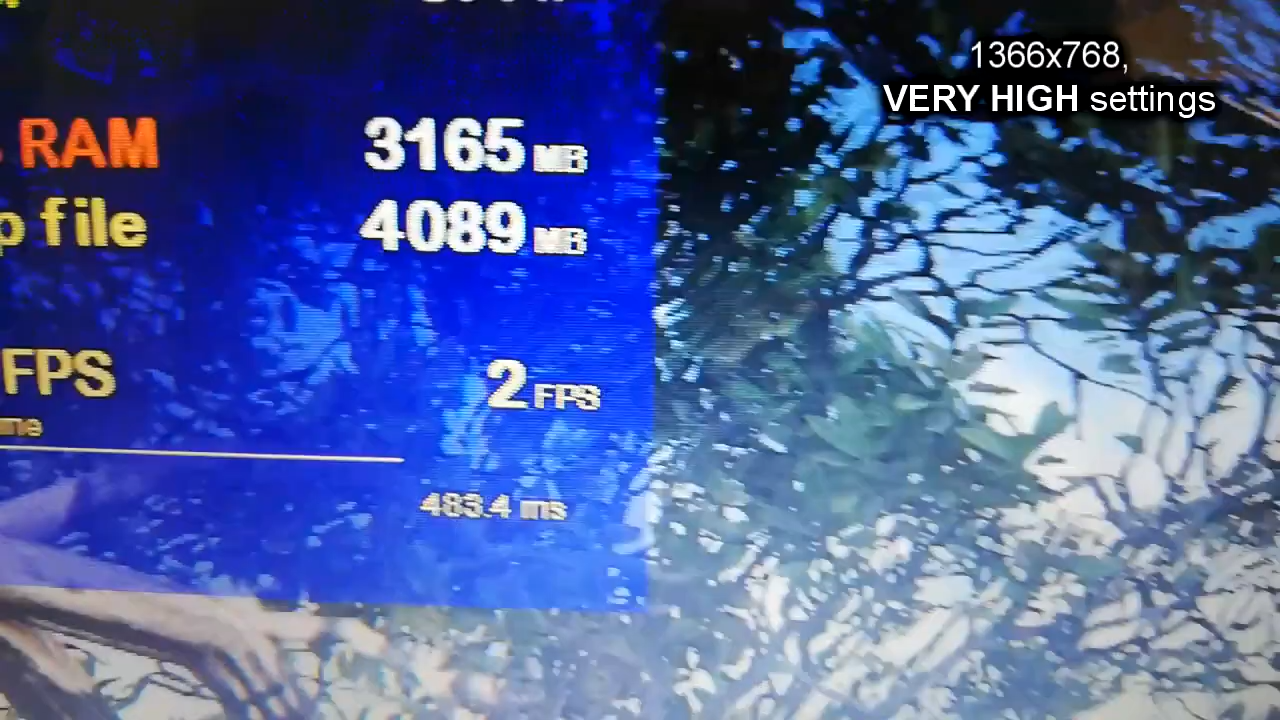 1366x768,
VERY HIGH settings
RAM 3165 MB
file 4089 MB
FPS 2 FPS
483.4 ms